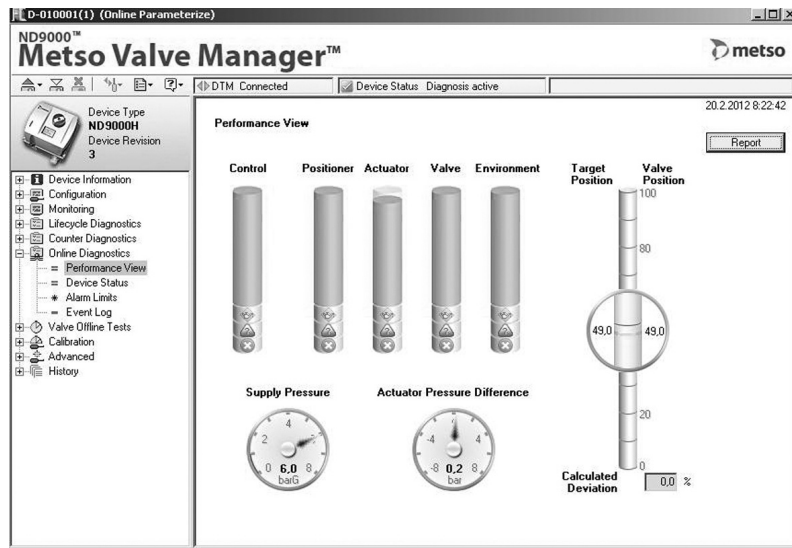 D-010001(1) (Online Parameterize)
ND9000™
Metso Valve Manager™
metso
DTM Connected
Device Status Diagnosis active
20.2.2012 8:22:42
Device Type
ND9000H
Device Revision
3
Performance View
Report
Device Information
Configuration
Monitoring
Lifecycle Diagnostics
Counter Diagnostics
Online Diagnostics
Performance View
Device Status
Alarm Limits
Event Log
Valve Offline Tests
Calibration
Advanced
History
Control Positioner Actuator Valve Environment
Target Position
Valve Position
100
80
49,0 49,0
20
0
Supply Pressure
4
2
0 6,0 8
barG
Actuator Pressure Difference
-4 4
-8 0,2 8
bar
Calculated Deviation
0,0 %